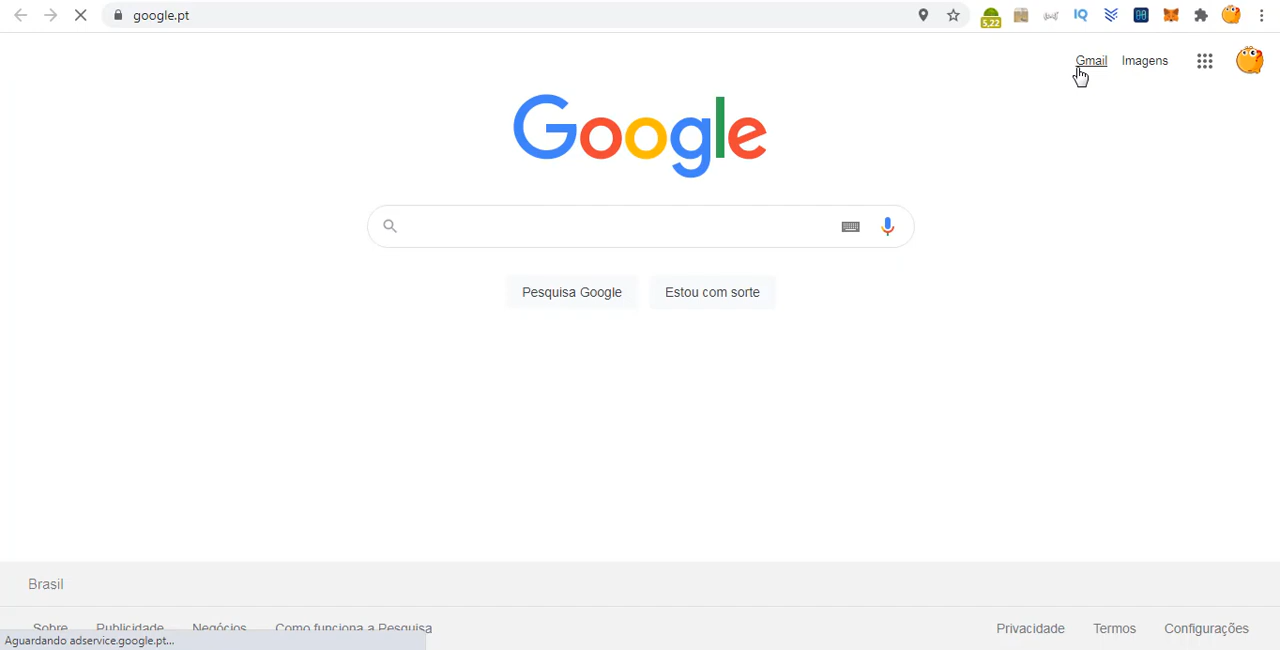 google.pt
5,22
IQ
Gmail Imagens
Google
Pesquisa Google Estou com sorte
Brasil
Sobre Publicidade Negócios Como funciona a Pesquisa Privacidade Termos Configurações
Aguardando adservice.google.pt...